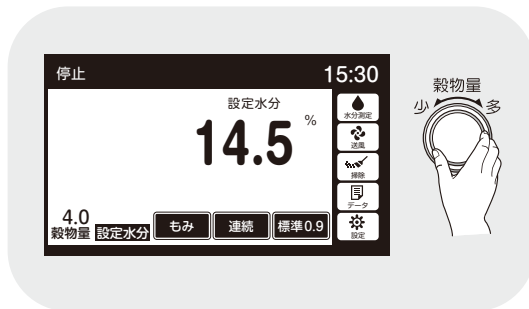 停止
15:30
設定水分
14.5
%
水分測定
送風
掃除
データ
設定
4.0
穀物量
設定水分
もみ
連続
標準0.9
穀物量
少
多